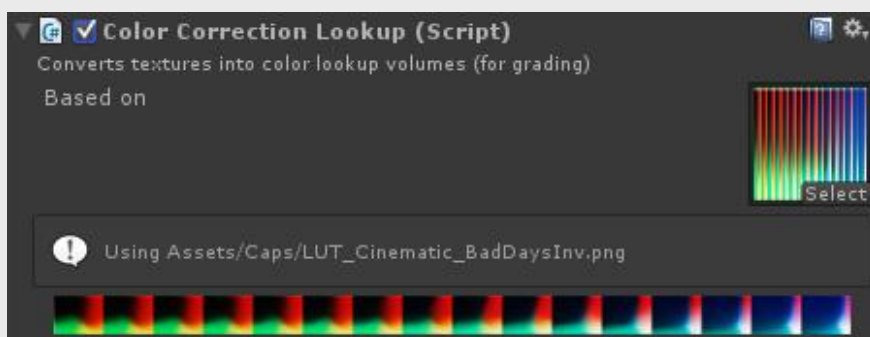 Color Correction Lookup (Script)
Converts textures into color lookup volumes (for grading)
Based on
Select
Using Assets/Caps/LUT_Cinematic_BadDaysInv.png